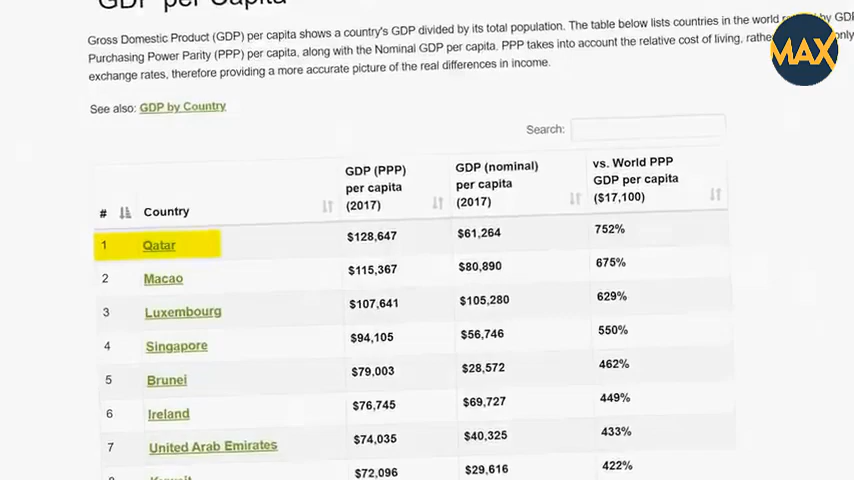 GDP per Capita
Gross Domestic Product (GDP) per capita shows a country's GDP divided by its total population. The table below lists countries in the world by GDP
Purchasing Power Parity (PPP) per capita, along with the Nominal GDP per capita. PPP takes into account the relative cost of living, only
exchange rates, therefore providing a more accurate picture of the real differences in income.
MAX
See also: GDP by Country
Search:
# Country GDP (PPP) per capita (2017) GDP (nominal) per capita (2017) vs. World PPP GDP per capita ($17,100)
1 Qatar $128,647 $61,264 752%
2 Macao $115,367 $80,890 675%
3 Luxembourg $107,641 $105,280 629%
4 Singapore $94,105 $56,746 550%
5 Brunei $79,003 $28,572 462%
6 Ireland $76,745 $69,727 449%
7 United Arab Emirates $74,035 $40,325 433%
$72,096 $29,616 422%